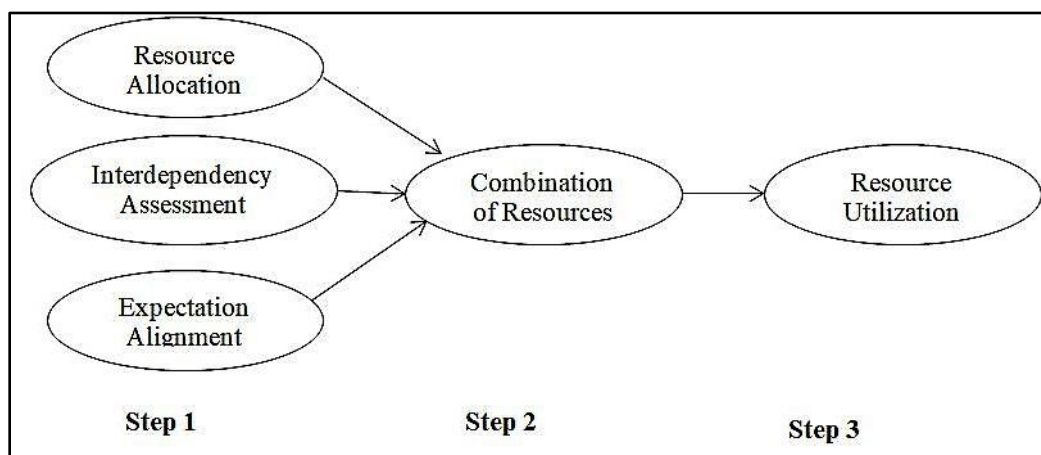 Resource
Allocation
Interdependency
Assessment
Expectation
Alignment
Combination
of Resources
Resource
Utilization
Step 1
Step 2
Step 3